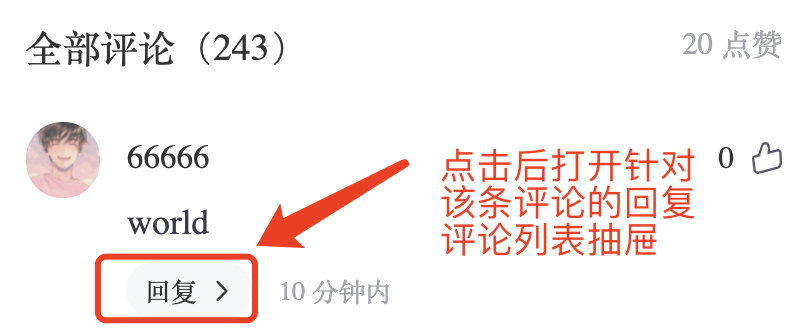 全部评论（243）
20 点赞
66666
0
点击后打开针对
该条评论的回复
评论列表抽屉
world
回复
10 分钟内